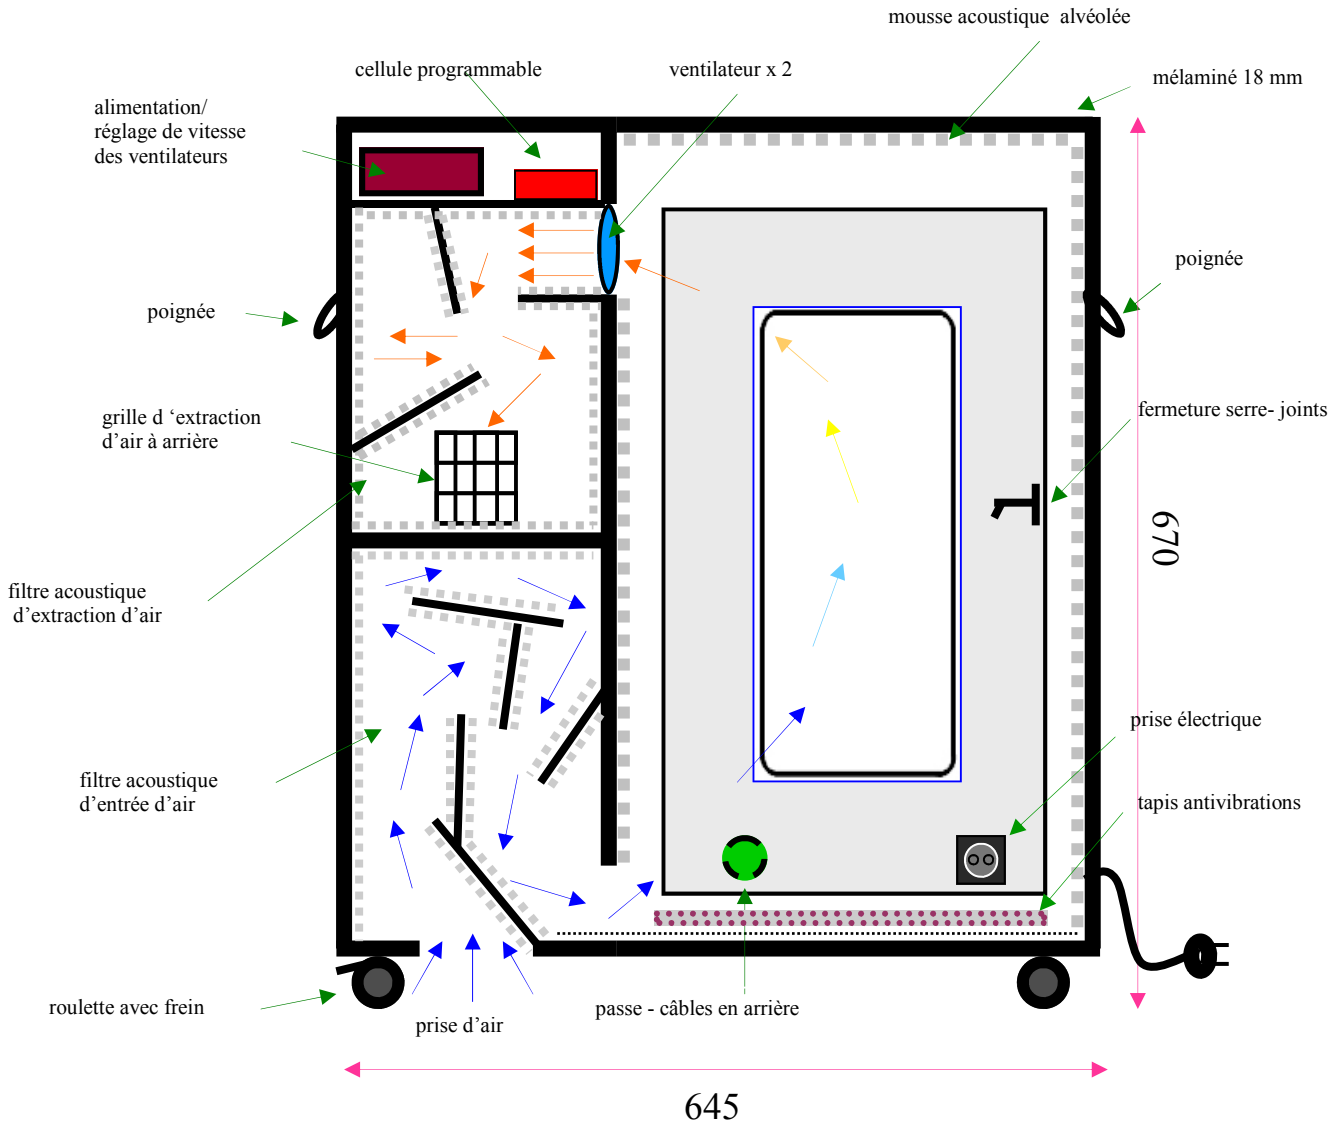 mousse acoustique  alvéolée
cellule programmable
ventilateur x 2
mélaminé 18 mm
alimentation/
réglage de vitesse
des ventilateurs
poignée
poignée
grille d ‘extraction
d’air à arrière
fermeture serre- joints
670
filtre acoustique
d’extraction d’air
prise électrique
filtre acoustique
d’entrée d’air
tapis antivibrations
roulette avec frein
prise d’air
passe - câbles en arrière
645